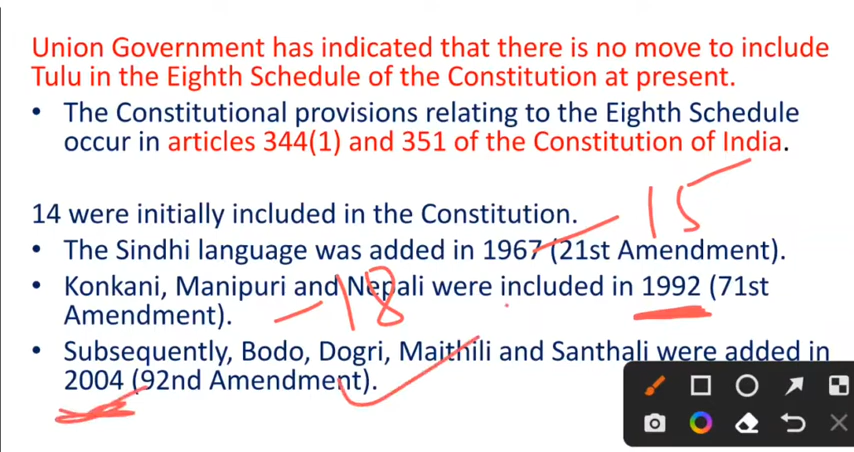 Union Government has indicated that there is no move to include
Tulu in the Eighth Schedule of the Constitution at present.
• The Constitutional provisions relating to the Eighth Schedule
occur in articles 344(1) and 351 of the Constitution of India.
14 were initially included in the Constitution.
15
• The Sindhi language was added in 1967 (21st Amendment).
• Konkani, Manipuri and Nepali were included in 1992 (71st
Amendment).
18
• Subsequently, Bodo, Dogri, Maithili and Santhali were added in
2004 (92nd Amendment).